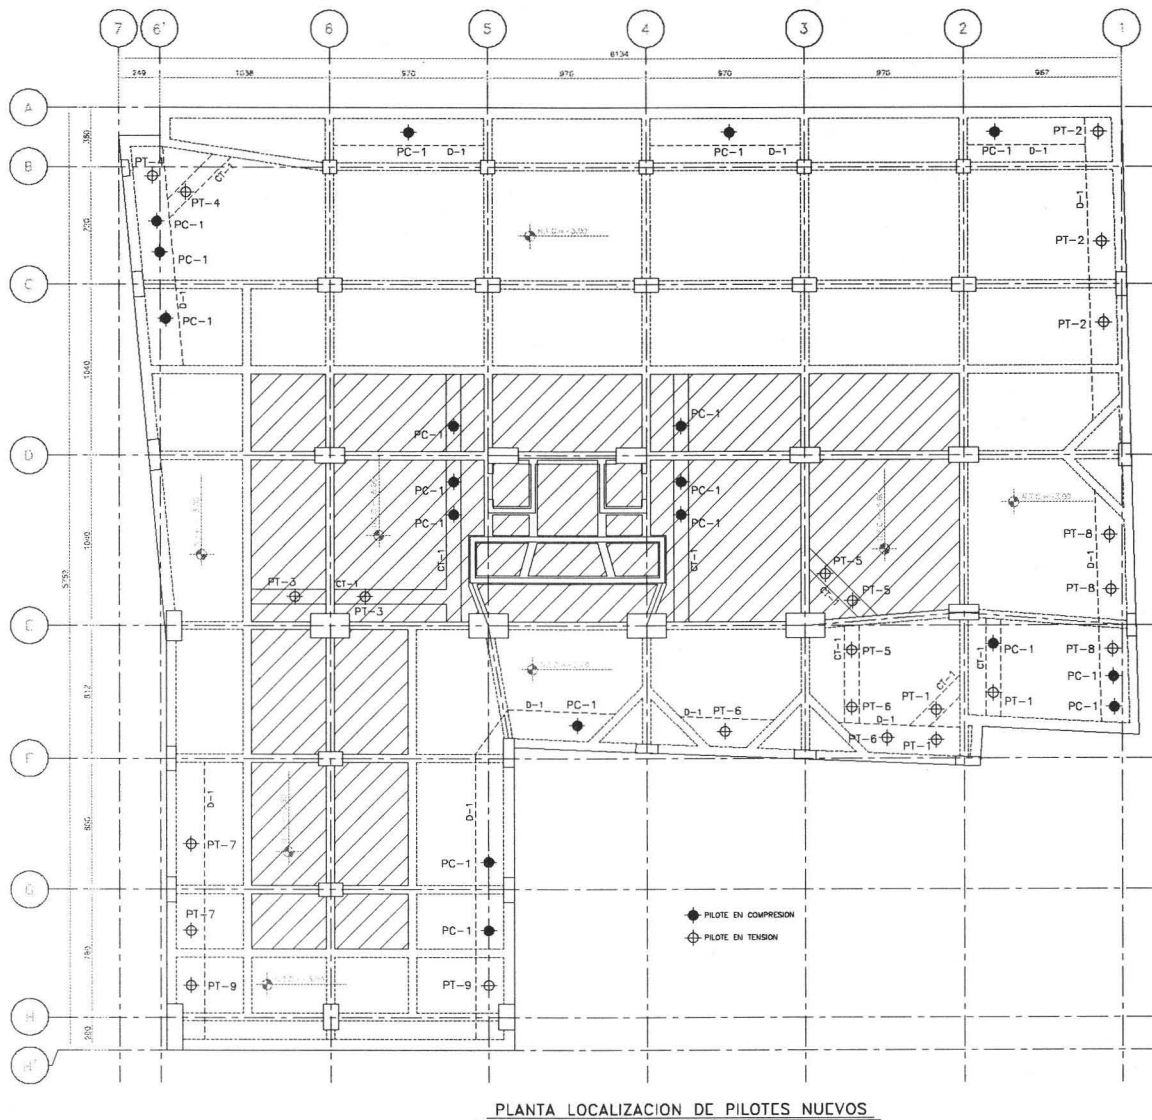 7 6' 6 5 4 3 2 1
6134
249 1038 970 970 970 970 967
A
350
PC-1 D-1 PC-1 D-1 PC-1 D-1 PT-2
B
PT-4
CT-1
PT-4
D-1
720
PC-1
PT-2
PC-1
C
D-1
PC-1
PT-2
1040
PC-1
PC-1
D
PC-1
PC-1
PC-1
PC-1
1040
5757
PT-8
CT-1
CT-1
PT-5
D-1
PT-3 CT-1
PT-5
PT-8
PT-3
E
CT-1
PT-5
CT-1
PC-1
PT-8
PC-1
CT-1
812
PT-1
PT-1
PC-1
D-1 PC-1
D-1 PT-6
PT-6
D-1
PT-6 PT-1
F
D-1
D-1
800
PT-7
PC-1
G
PT-7
PC-1
PILOTE EN COMPRESION
PILOTE EN TENSION
790
PT-9
PT-9
H
200
H'
PLANTA LOCALIZACION DE PILOTES NUEVOS